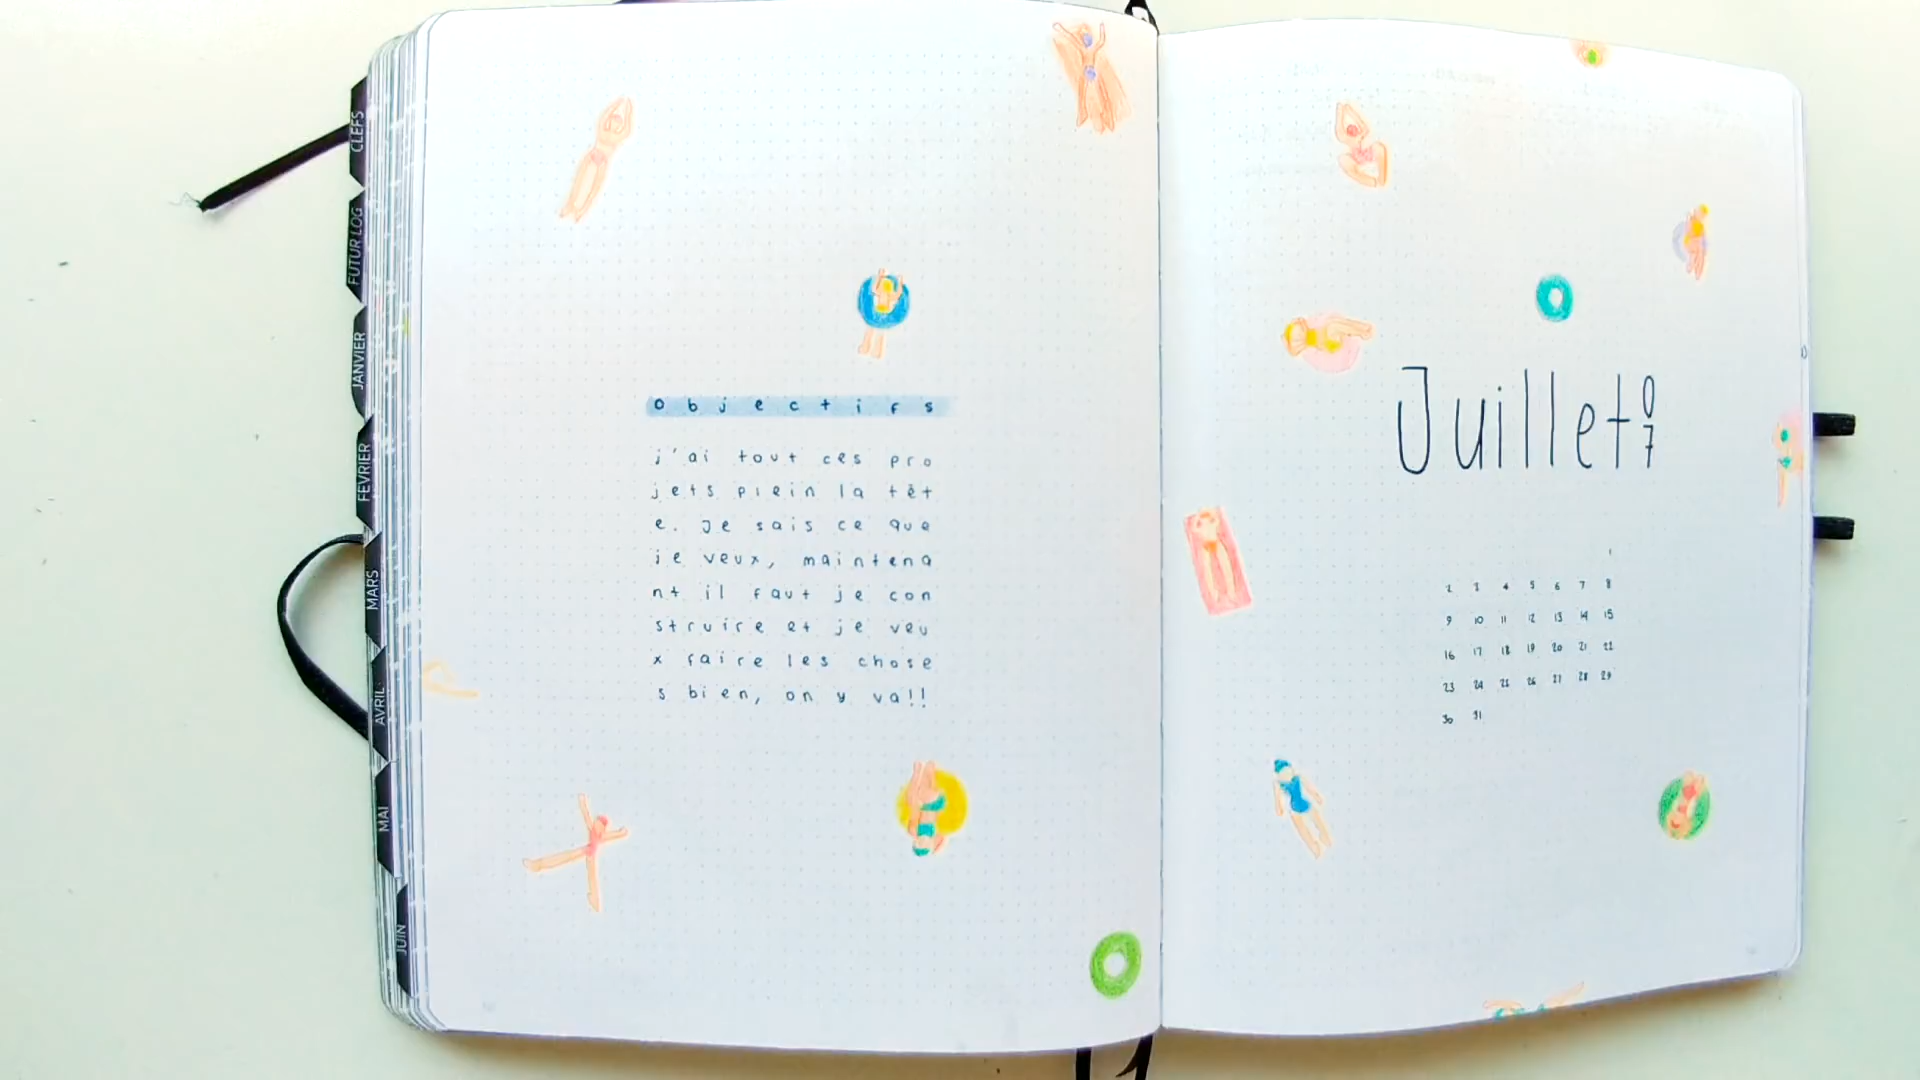 CLEFS
FUTUR LOG
JANVIER
FEVRIER
MARS
AVRIL
MAI
JUIN
objectifs
j'ai tout ces pro
jets plein la têt
e. je sais ce que
je veux, maintena
nt il faut je con
struire et je veu
x faire les chose
s bien, on y va!!
Juillet 07
1
2 3 4 5 6 7 8
9 10 11 12 13 14 15
16 17 18 19 20 21 22
23 24 25 26 27 28 29
30 31